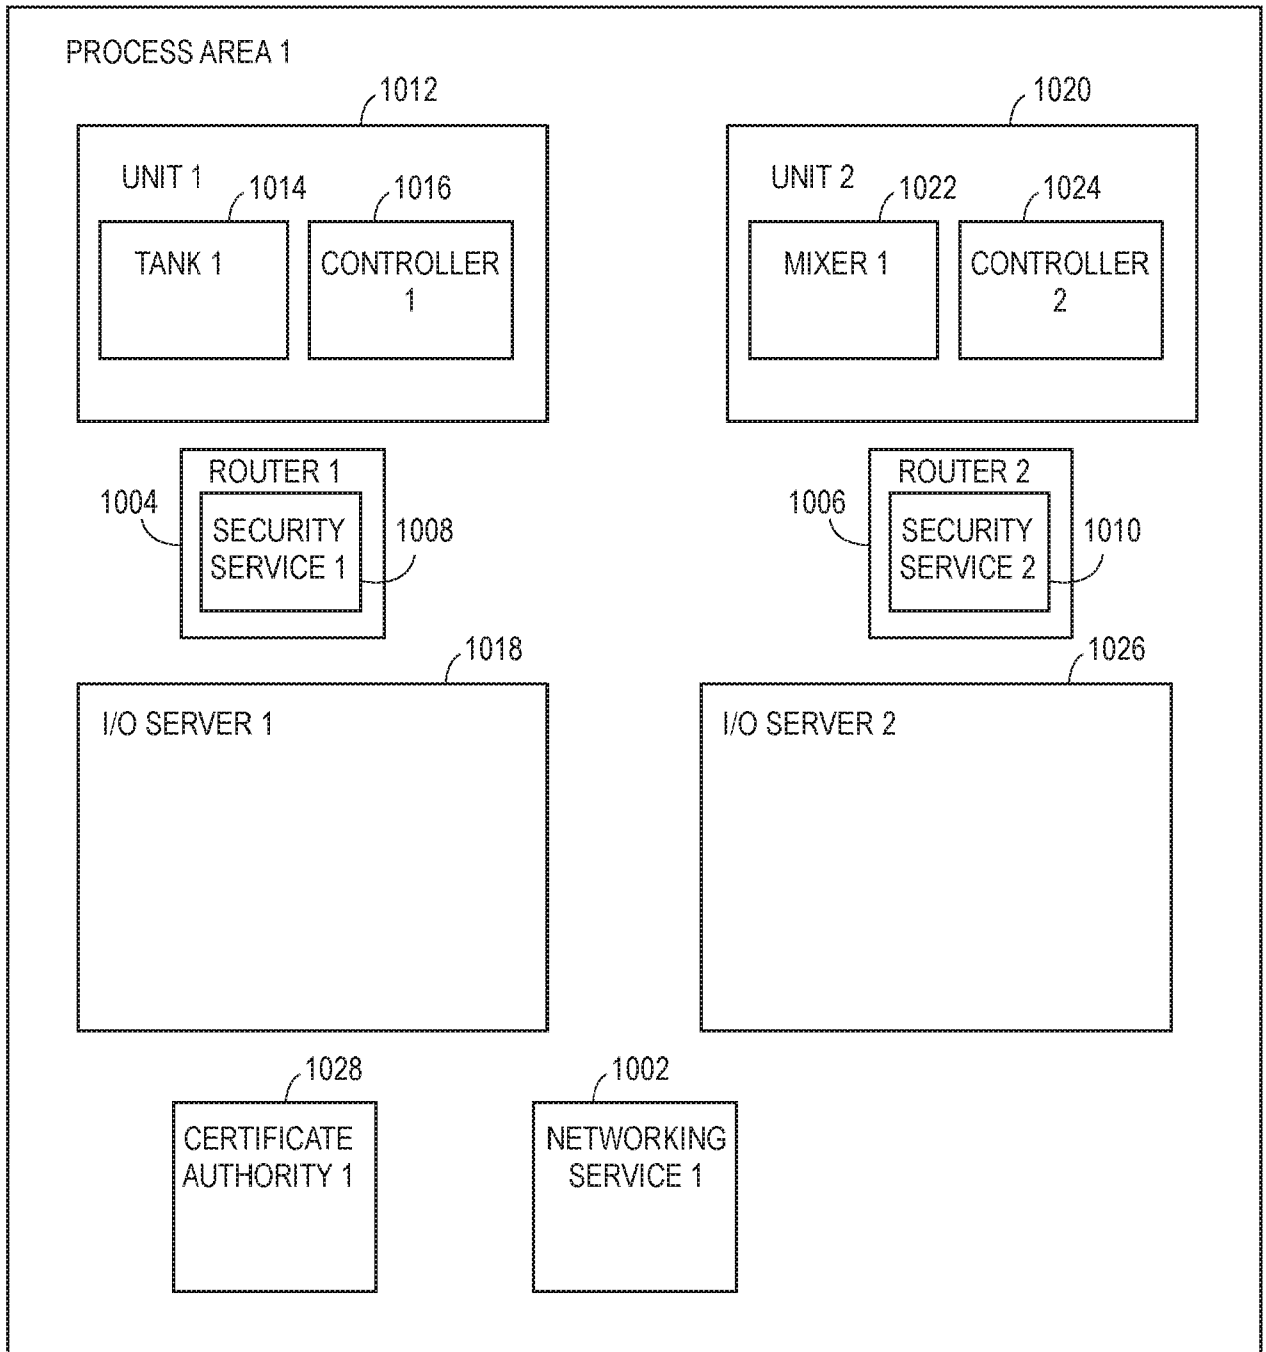 PROCESS AREA 1
1012
1020
UNIT 1
1014
1016
UNIT 2
1022
1024
TANK 1
CONTROLLER
1
MIXER 1
CONTROLLER
2
ROUTER 1
1004
SECURITY
SERVICE 1
1008
ROUTER 2
1006
SECURITY
SERVICE 2
1010
1018
1026
I/O SERVER 1
I/O SERVER 2
1028
1002
CERTIFICATE
AUTHORITY 1
NETWORKING
SERVICE 1